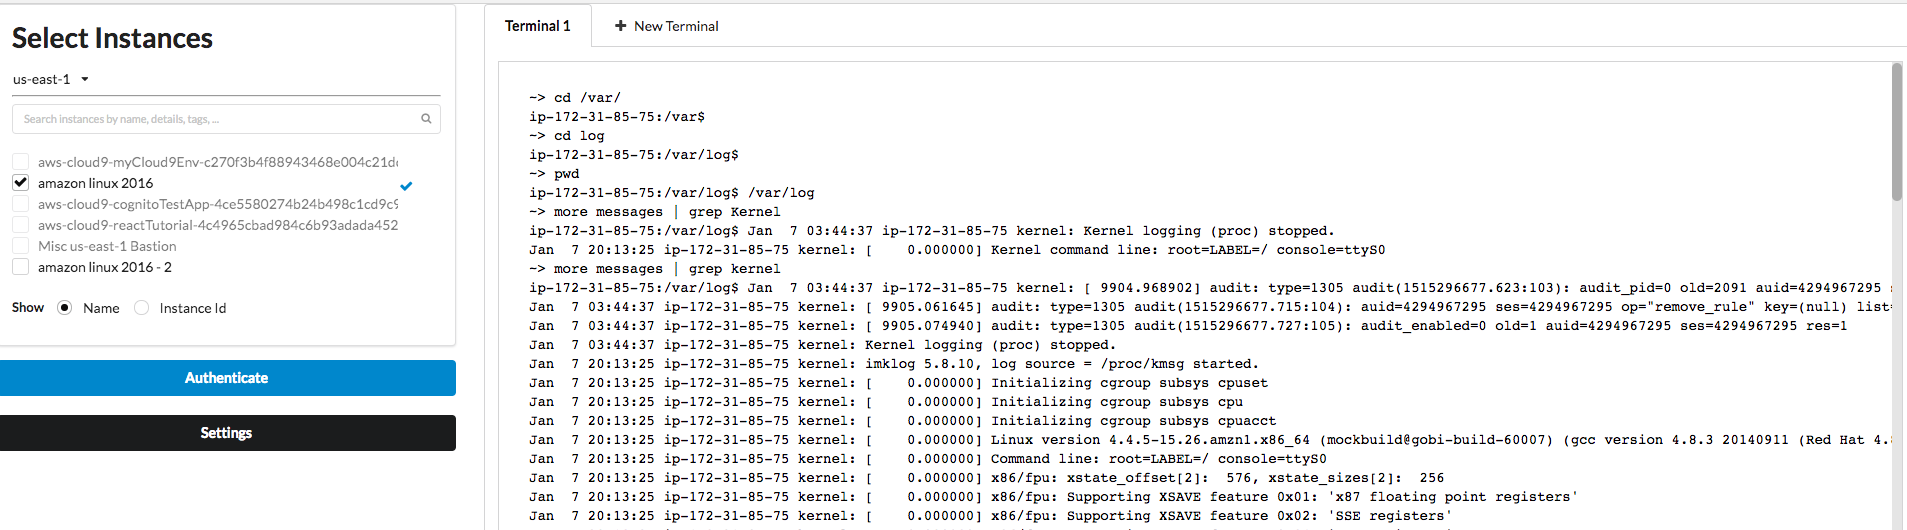 Select Instances
us-east-1
Search instances by name, details, tags, ...
aws-cloud9-myCloud9Env-c270f3b4f88943468e004c21d
amazon linux 2016
aws-cloud9-cognitoTestApp-4ce5580274b24b498c1cd9c9
aws-cloud9-reactTutorial-4c4965cbad984c6b93adada452
Misc us-east-1 Bastion
amazon linux 2016 - 2
Show Name Instance Id
Authenticate
Settings
Terminal 1 + New Terminal
~> cd /var/
ip-172-31-85-75:/var$
~> cd log
ip-172-31-85-75:/var/log$
~> pwd
ip-172-31-85-75:/var/log$ /var/log
~> more messages | grep Kernel
ip-172-31-85-75:/var/log$ Jan  7 03:44:37 ip-172-31-85-75 kernel: Kernel logging (proc) stopped.
Jan  7 20:13:25 ip-172-31-85-75 kernel: [    0.000000] Kernel command line: root=LABEL=/ console=ttyS0
~> more messages | grep kernel
ip-172-31-85-75:/var/log$ Jan  7 03:44:37 ip-172-31-85-75 kernel: [ 9904.968902] audit: type=1305 audit(1515296677.623:103): audit_pid=0 old=2091 auid=4294967295
Jan  7 03:44:37 ip-172-31-85-75 kernel: [ 9905.061645] audit: type=1305 audit(1515296677.715:104): auid=4294967295 ses=4294967295 op="remove_rule" key=(null) list=
Jan  7 03:44:37 ip-172-31-85-75 kernel: [ 9905.074940] audit: type=1305 audit(1515296677.727:105): audit_enabled=0 old=1 auid=4294967295 ses=4294967295 res=1
Jan  7 03:44:37 ip-172-31-85-75 kernel: Kernel logging (proc) stopped.
Jan  7 20:13:25 ip-172-31-85-75 kernel: imklog 5.8.10, log source = /proc/kmsg started.
Jan  7 20:13:25 ip-172-31-85-75 kernel: [    0.000000] Initializing cgroup subsys cpuset
Jan  7 20:13:25 ip-172-31-85-75 kernel: [    0.000000] Initializing cgroup subsys cpu
Jan  7 20:13:25 ip-172-31-85-75 kernel: [    0.000000] Initializing cgroup subsys cpuacct
Jan  7 20:13:25 ip-172-31-85-75 kernel: [    0.000000] Linux version 4.4.5-15.26.amzn1.x86_64 (mockbuild@gobi-build-60007) (gcc version 4.8.3 20140911 (Red Hat 4.
Jan  7 20:13:25 ip-172-31-85-75 kernel: [    0.000000] Command line: root=LABEL=/ console=ttyS0
Jan  7 20:13:25 ip-172-31-85-75 kernel: [    0.000000] x86/fpu: xstate_offset[2]:  576, xstate_sizes[2]:  256
Jan  7 20:13:25 ip-172-31-85-75 kernel: [    0.000000] x86/fpu: Supporting XSAVE feature 0x01: 'x87 floating point registers'
Jan  7 20:13:25 ip-172-31-85-75 kernel: [    0.000000] x86/fpu: Supporting XSAVE feature 0x02: 'SSE registers'